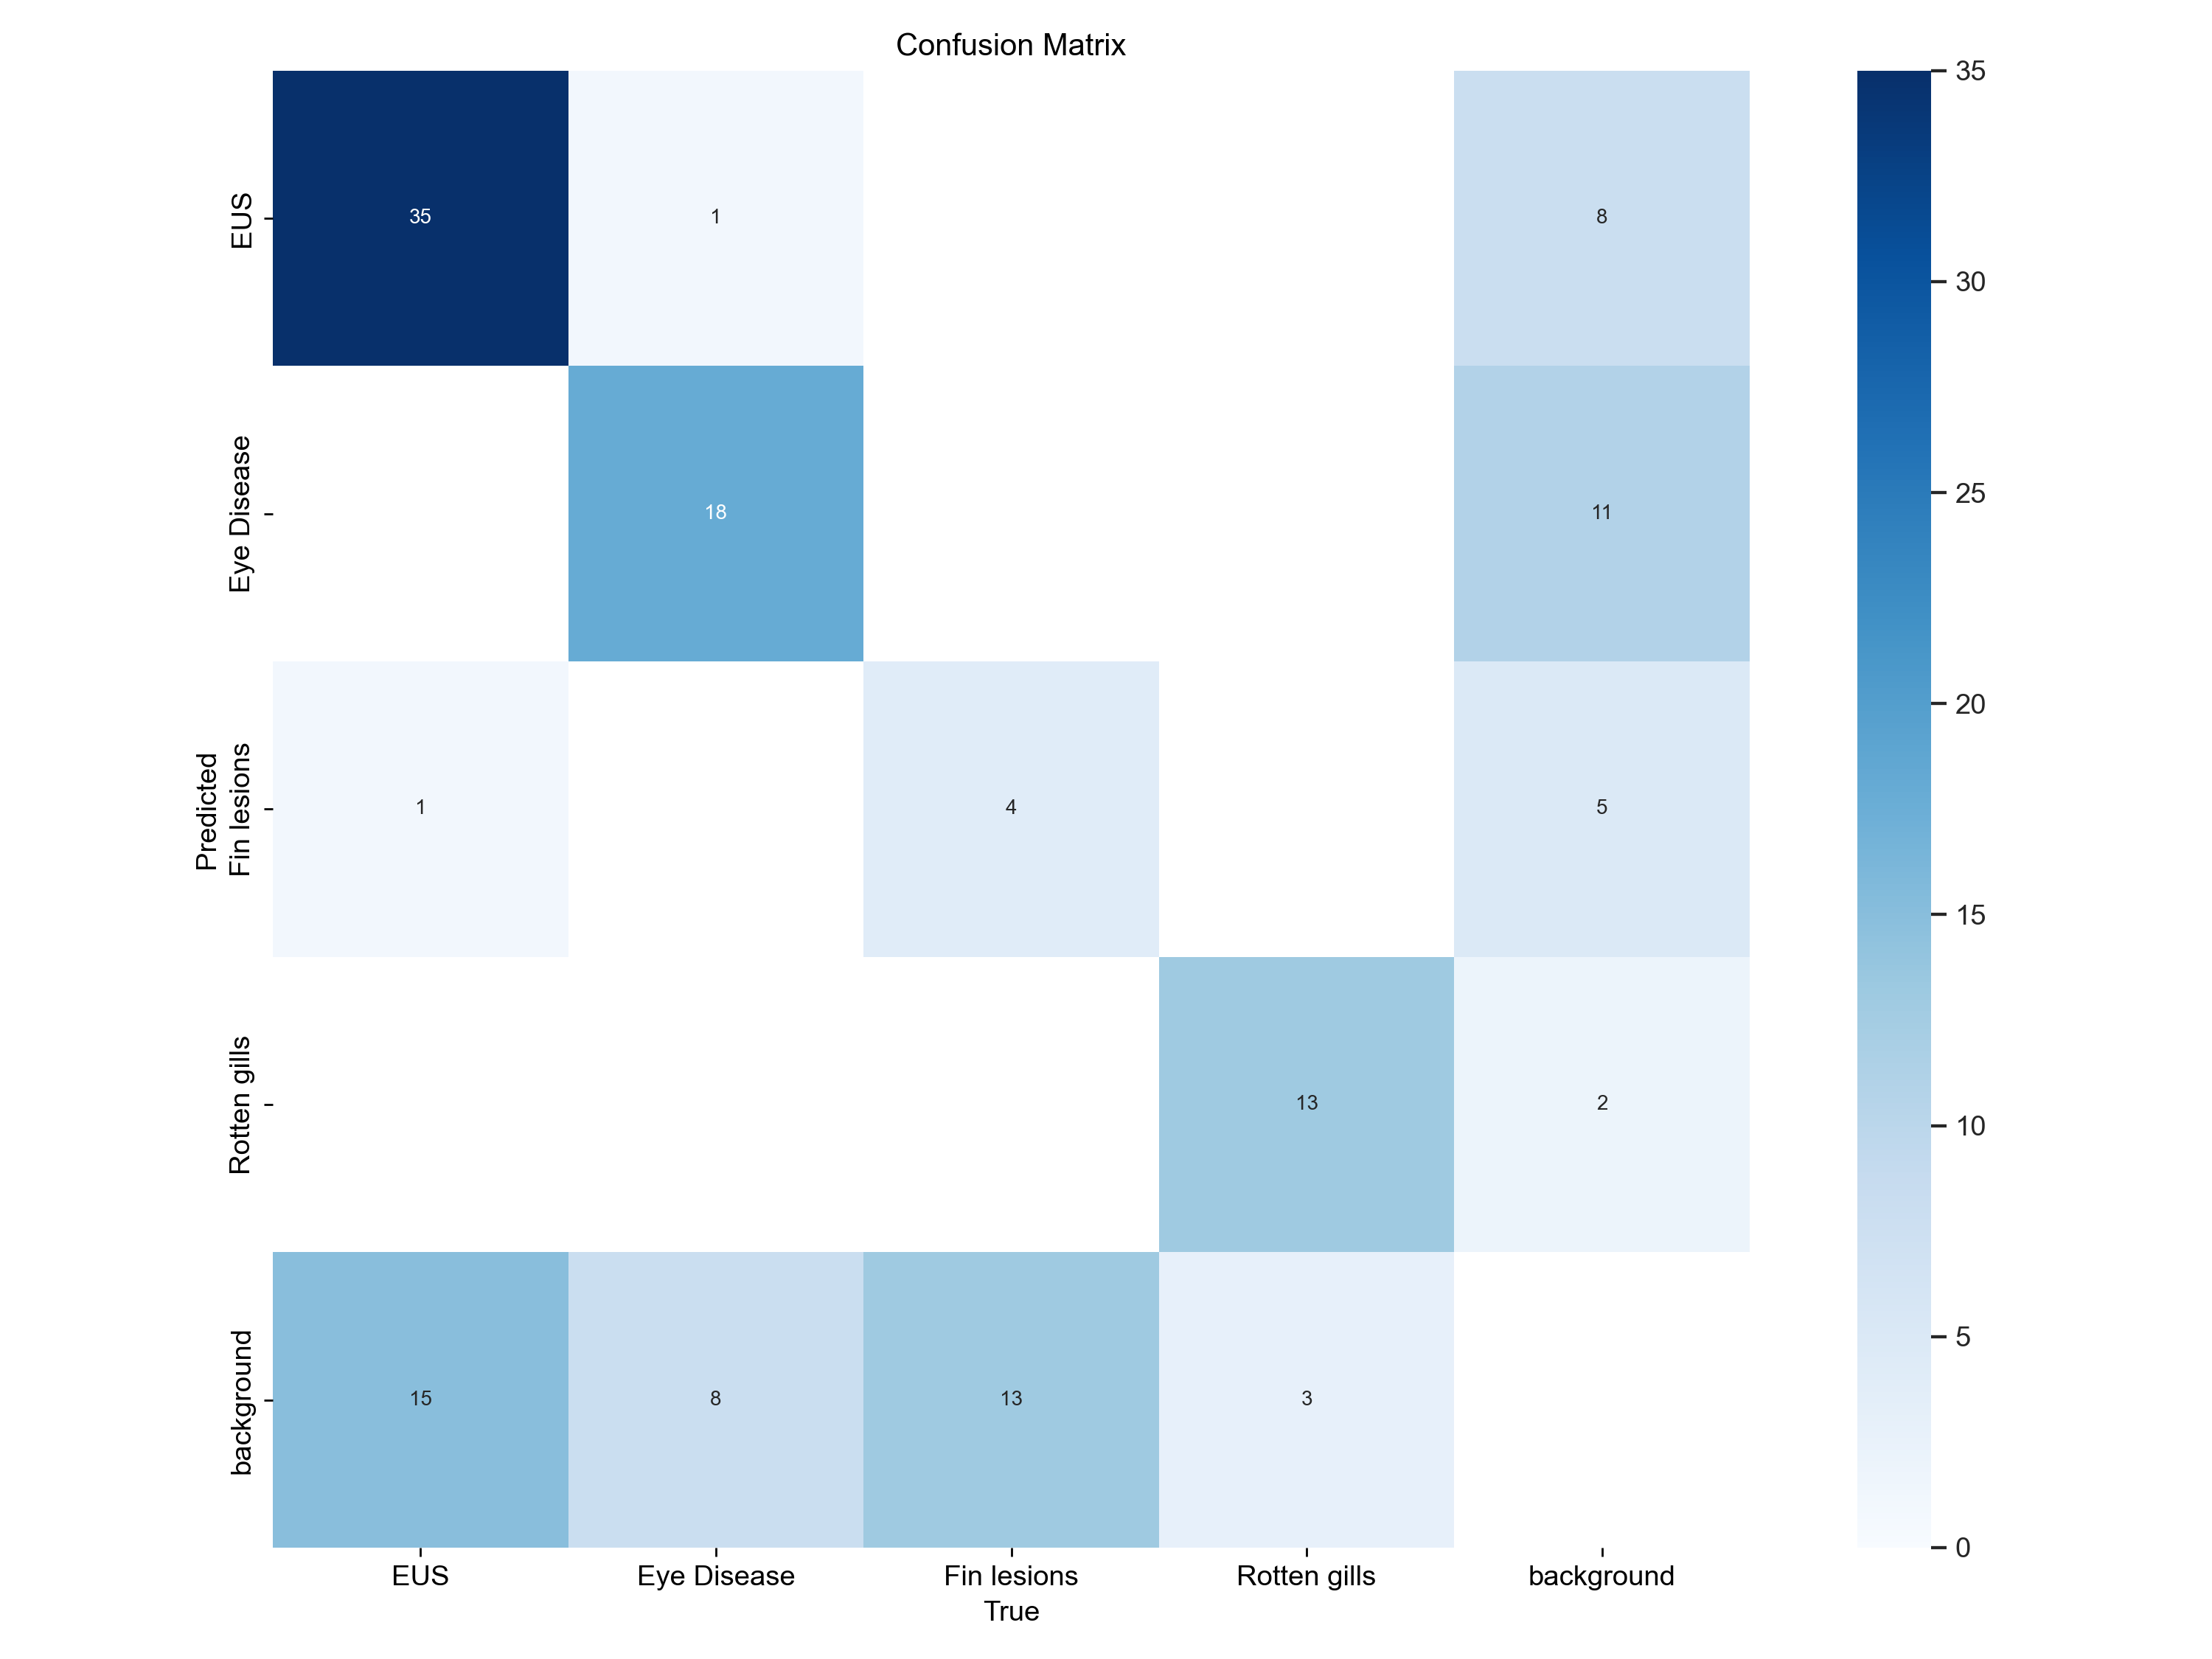 Confusion Matrix
Predicted
EUS
35
1
8
Eye Disease
18
11
Fin lesions
1
4
5
Rotten gills
13
2
background
15
8
13
3
EUS
Eye Disease
Fin lesions
Rotten gills
background
True
35
30
25
20
15
10
5
0